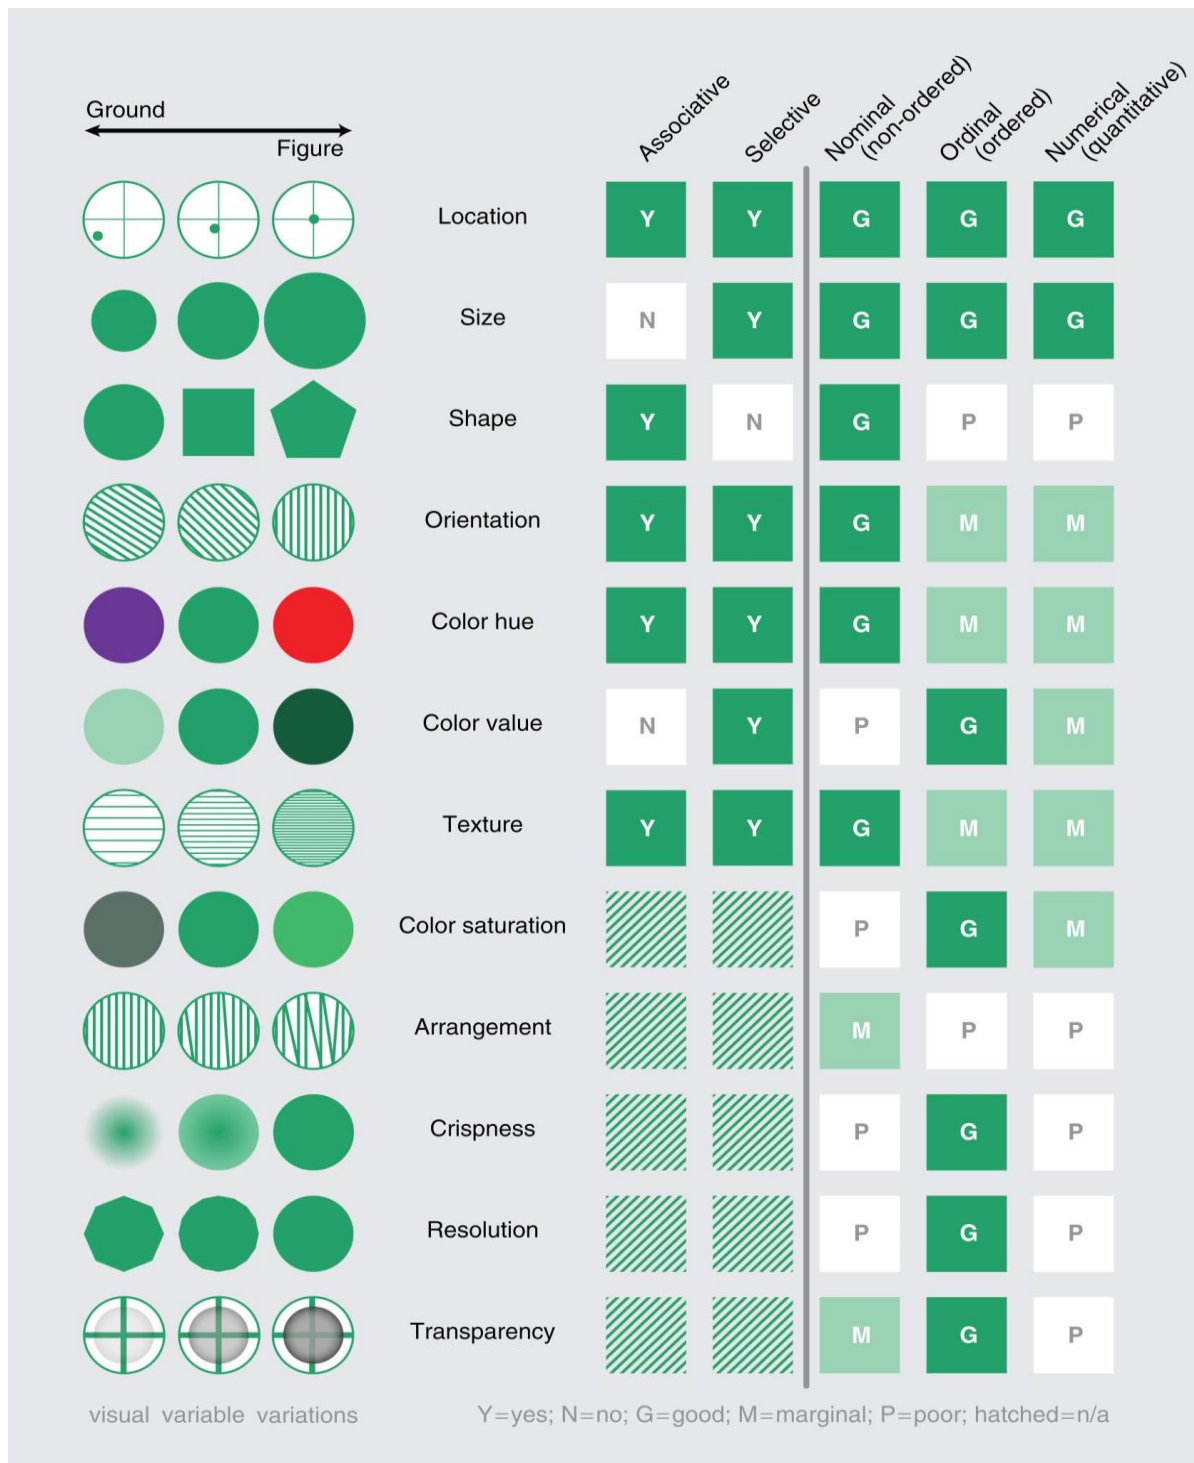 Ground
Figure
Associative
Selective
Nominal
(non-ordered)
Ordinal
(ordered)
Numerical
(quantitative)
Location Y Y G G G
Size N Y G G G
Shape Y N G P P
Orientation Y Y G M M
Color hue Y Y G M M
Color value N Y P G M
Texture Y Y G M M
Color saturation P G M
Arrangement M P P
Crispness P G P
Resolution P G P
Transparency M G P
visual variable variations
Y=yes; N=no; G=good; M=marginal; P=poor; hatched=n/a